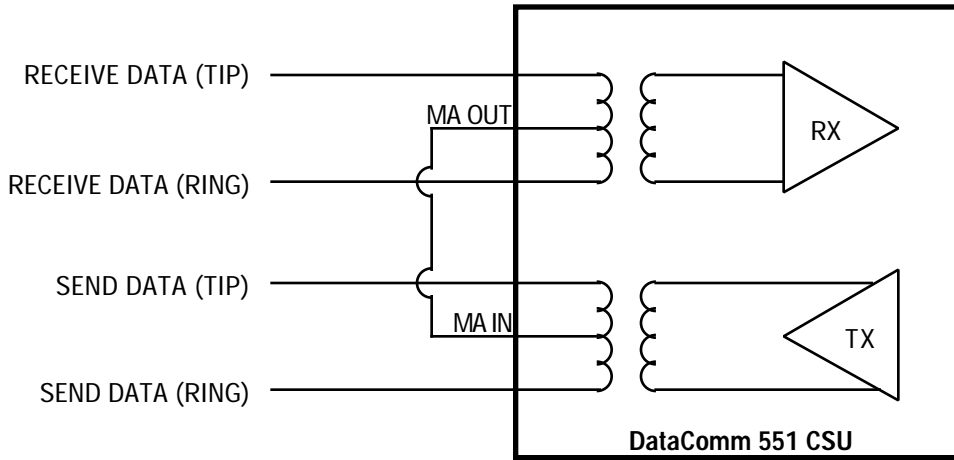 RECEIVE DATA (TIP)
MA OUT
RX
RECEIVE DATA (RING)
SEND DATA (TIP)
MA IN
TX
SEND DATA (RING)
DataComm 551 CSU